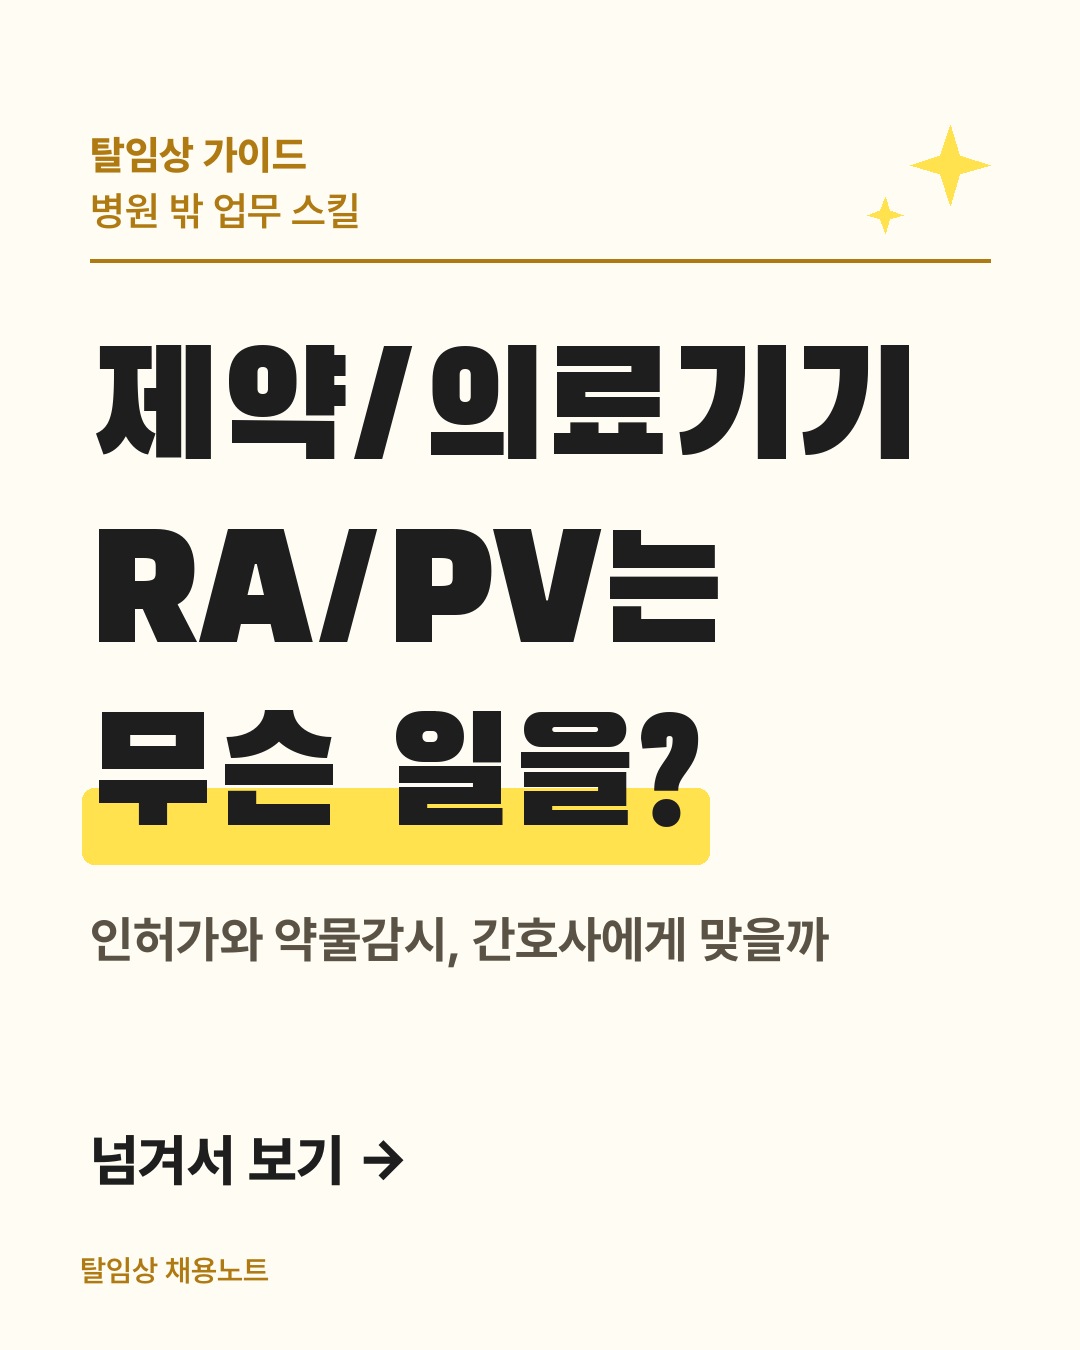 탈임상 가이드
병원 밖 업무 스킬
제약/의료기기
RA/PV는
무슨 일을?
인허가와 약물감시, 간호사에게 맞을까
넘겨서 보기 →
탈임상 채용노트